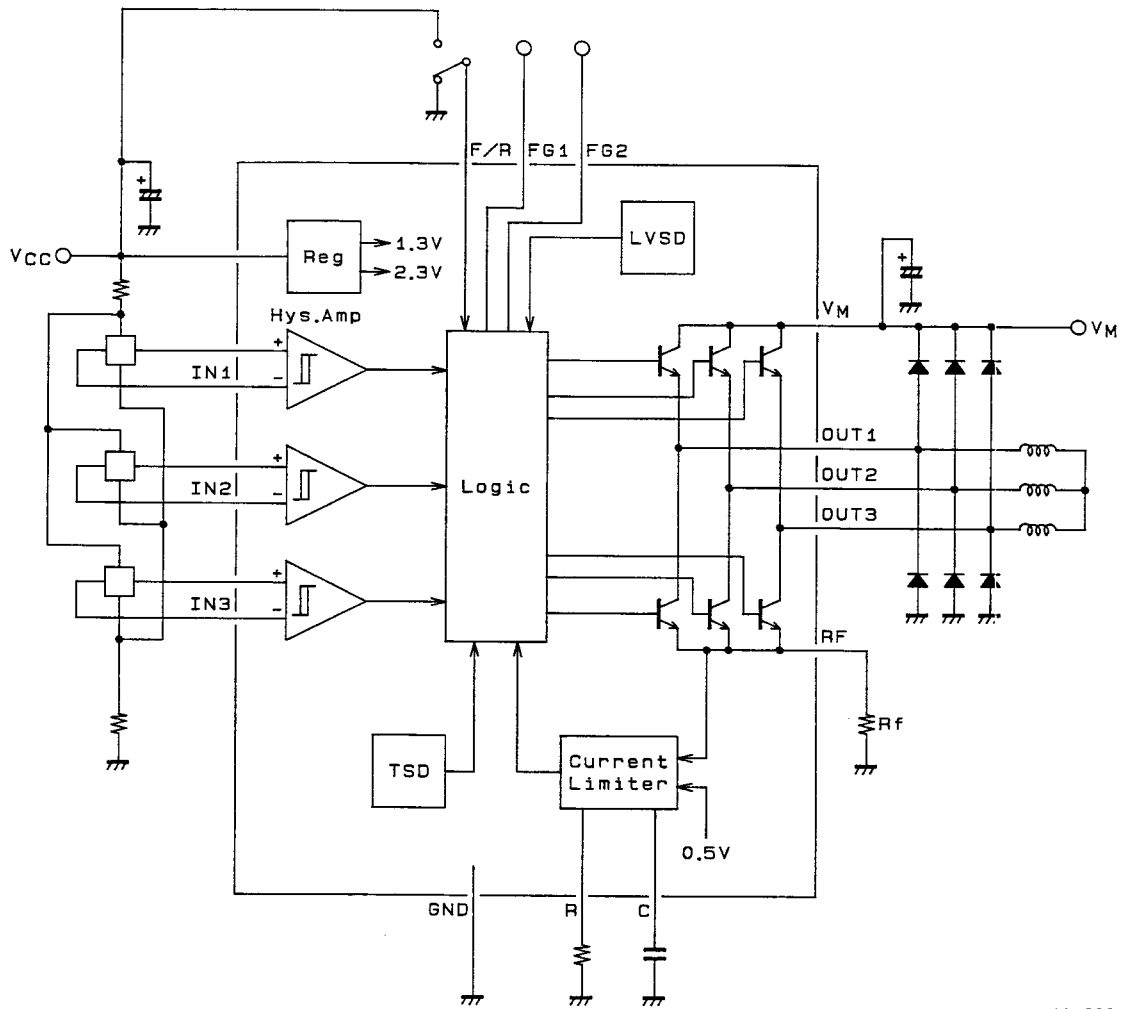 F/R FG1 FG2
+
VCC
Reg
1.3V
2.3V
LVSD
+
Hys.Amp
VM
VM
+
IN1
-
OUT1
+
IN2
-
Logic
OUT2
OUT3
+
IN3
-
RF
Rf
TSD
Current
Limiter
0.5V
GND
R
C